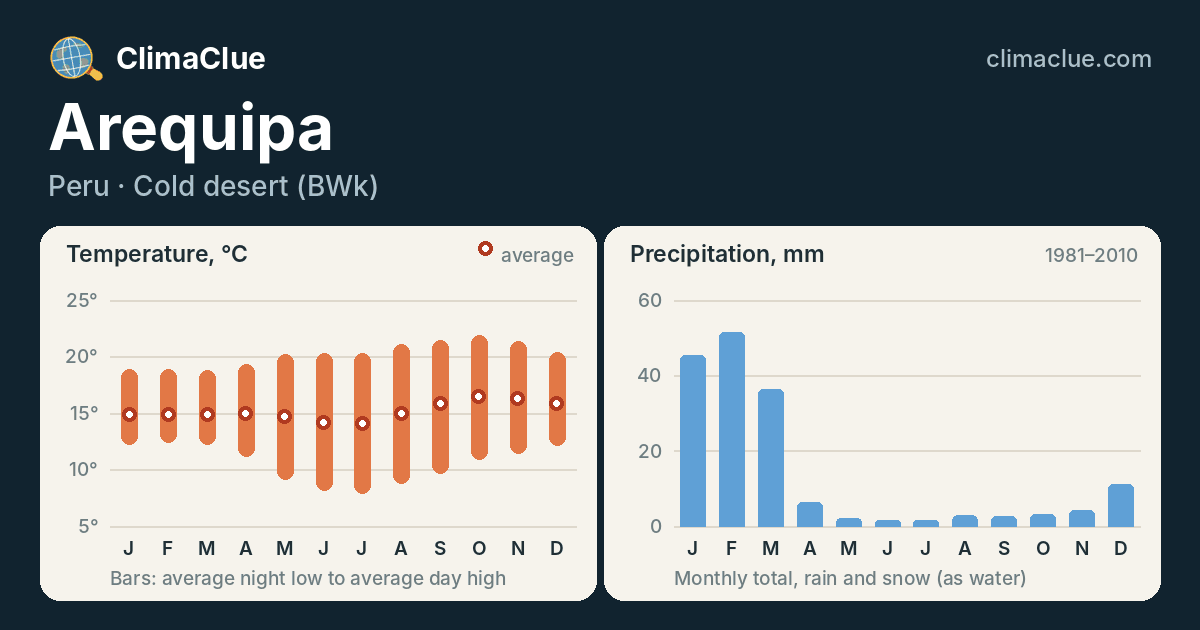 ClimaClue
climaclue.com
Arequipa
Peru · Cold desert (BWk)
Temperature, °C
average
25°
20°
15°
10°
5°
J F M A M J J A S O N D
Bars: average night low to average day high
Precipitation, mm
1981–2010
60
40
20
0
J F M A M J J A S O N D
Monthly total, rain and snow (as water)